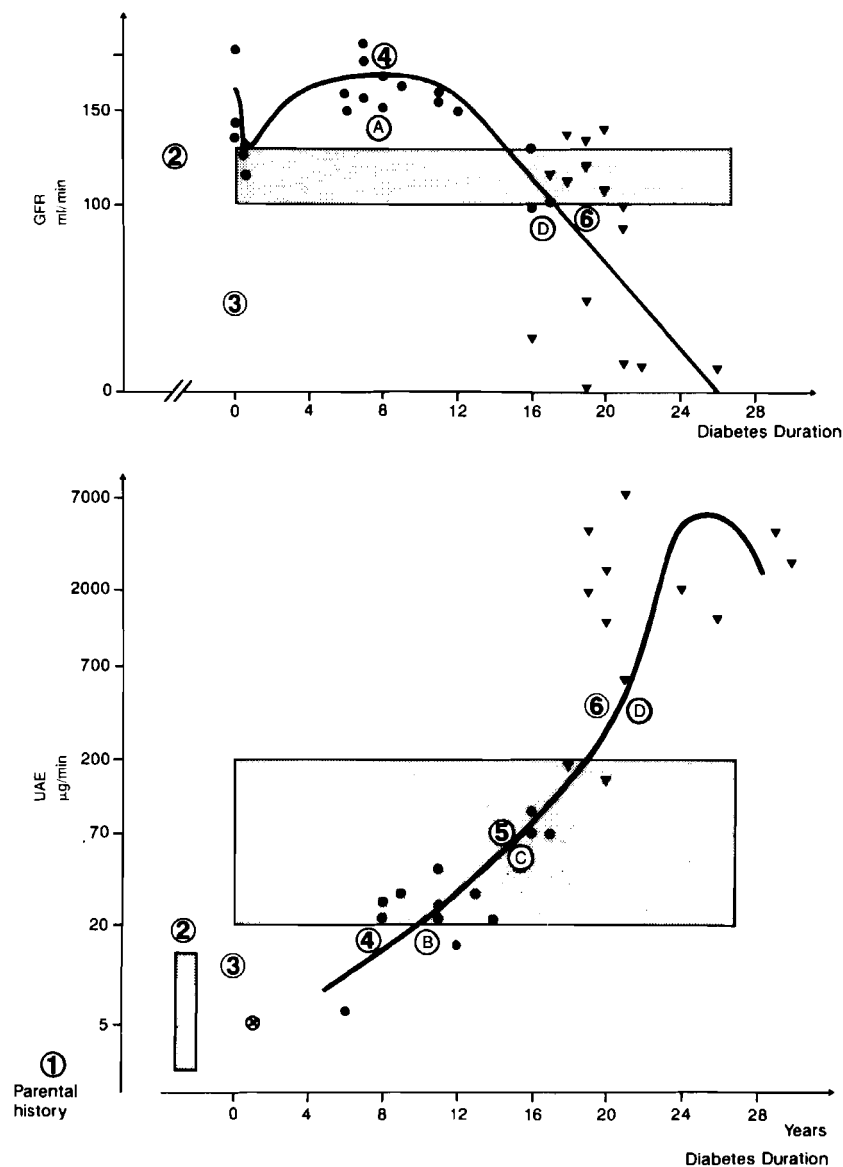 ④
150
Ⓐ
②
GFR
ml/min
100
Ⓓ
⑥
③
0
0 4 8 12 16 20 24 28
Diabetes Duration
7000
2000
700
⑥
Ⓓ
UAE
µg/min
200
70
⑤
Ⓒ
20
②
④
Ⓑ
③
5
①
Parental
history
0 4 8 12 16 20 24 28
Years
Diabetes Duration